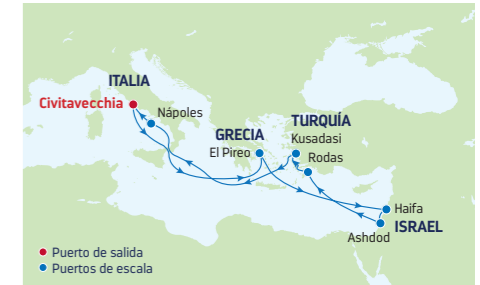 ITALIA
Civitavecchia
Nápoles
GRECIA
El Pireo
TURQUÍA
Kusadasi
Rodas
Haifa
ISRAEL
Ashdod
Puerto de salida
Puertos de escala